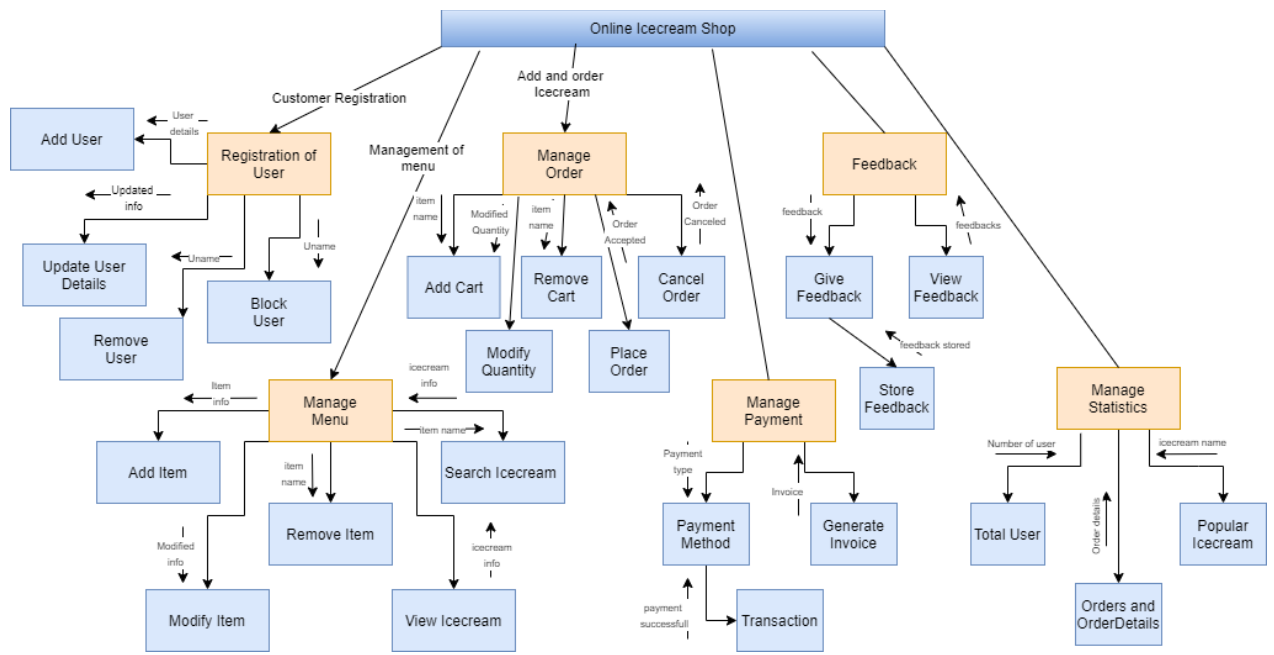 Online Icecream Shop
Customer Registration
Add and order
Icecream
Management of
menu
Add User
User
details
Registration of
User
Updated
info
Uname
Uname
Update User
Details
Remove
User
Block
User
Manage
Order
item
name
Modified
Quantity
item
name
Order
Accepted
Order
Canceled
Add Cart
Remove
Cart
Cancel
Order
Modify
Quantity
Place
Order
Feedback
feedback
feedbacks
Give
Feedback
View
Feedback
feedback stored
Store
Feedback
Manage
Menu
Item
info
icecream
info
item name
item
name
Modified
info
icecream
info
Add Item
Search Icecream
Remove Item
Modify Item
View Icecream
Manage
Payment
Payment
type
Invoice
Payment
Method
Generate
Invoice
payment
successfull
Transaction
Manage
Statistics
Number of user
icecream name
Order details
Total User
Popular
Icecream
Orders and
OrderDetails